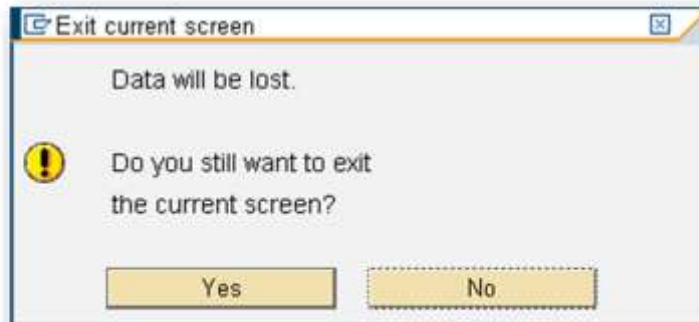 Exit current screen
Data will be lost.
Do you still want to exit
the current screen?
Yes No